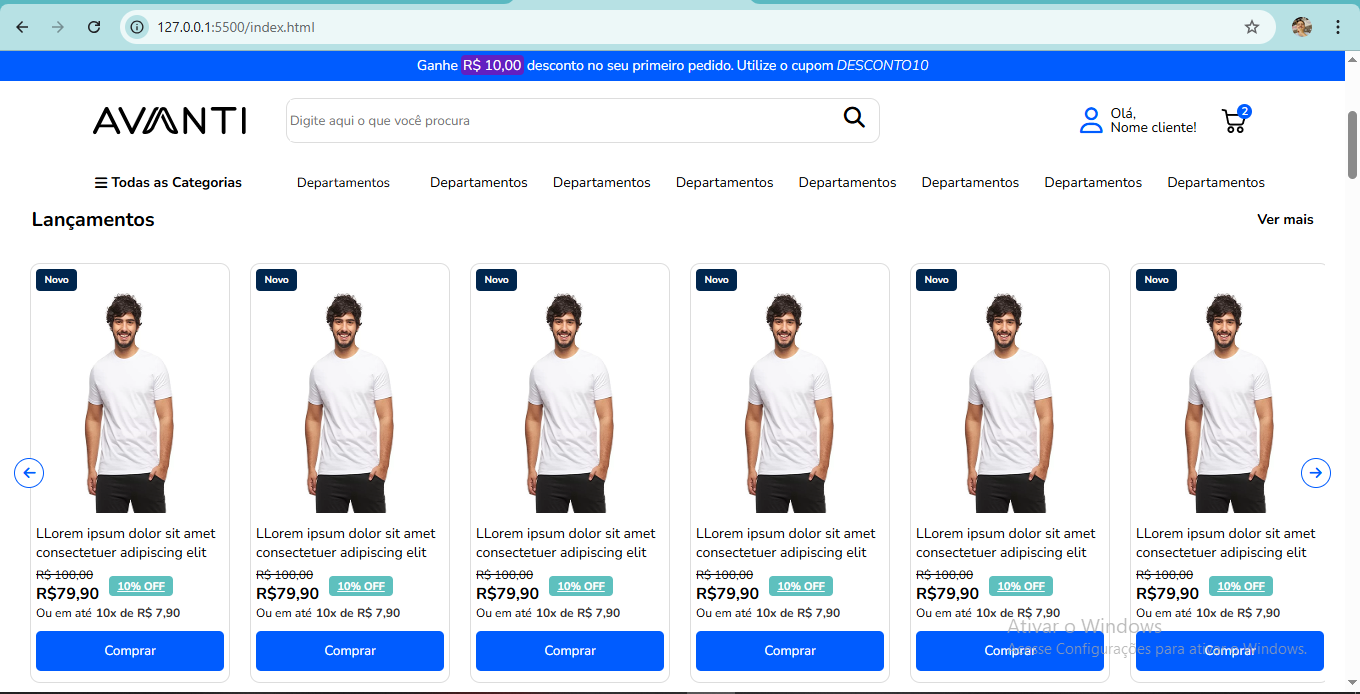 127.0.0.1:5500/index.html
Ganhe R$ 10,00 desconto no seu primeiro pedido. Utilize o cupom DESCONTO10
AVANTI
Digite aqui o que você procura
Olá,
Nome cliente!
2
Todas as Categorias Departamentos Departamentos Departamentos Departamentos Departamentos Departamentos Departamentos Departamentos
Lançamentos Ver mais
Novo Novo Novo Novo Novo Novo
LLorem ipsum dolor sit amet LLorem ipsum dolor sit amet LLorem ipsum dolor sit amet LLorem ipsum dolor sit amet LLorem ipsum dolor sit amet LLorem ipsum dolor sit amet
consectetuer adipiscing elit consectetuer adipiscing elit consectetuer adipiscing elit consectetuer adipiscing elit consectetuer adipiscing elit consectetuer adipiscing elit
R$ 100,00 R$ 100,00 R$ 100,00 R$ 100,00 R$ 100,00 R$ 100,00
10% OFF 10% OFF 10% OFF 10% OFF 10% OFF 10% OFF
R$79,90 R$79,90 R$79,90 R$79,90 R$79,90 R$79,90
Ou em até 10x de R$ 7,90 Ou em até 10x de R$ 7,90 Ou em até 10x de R$ 7,90 Ou em até 10x de R$ 7,90 Ou em até 10x de R$ 7,90 Ou em até 10x de R$ 7,90
Ativar o Windows
Comprar Comprar Comprar Comprar Comprar Comprar
Acesse Configurações para ativar o Windows.